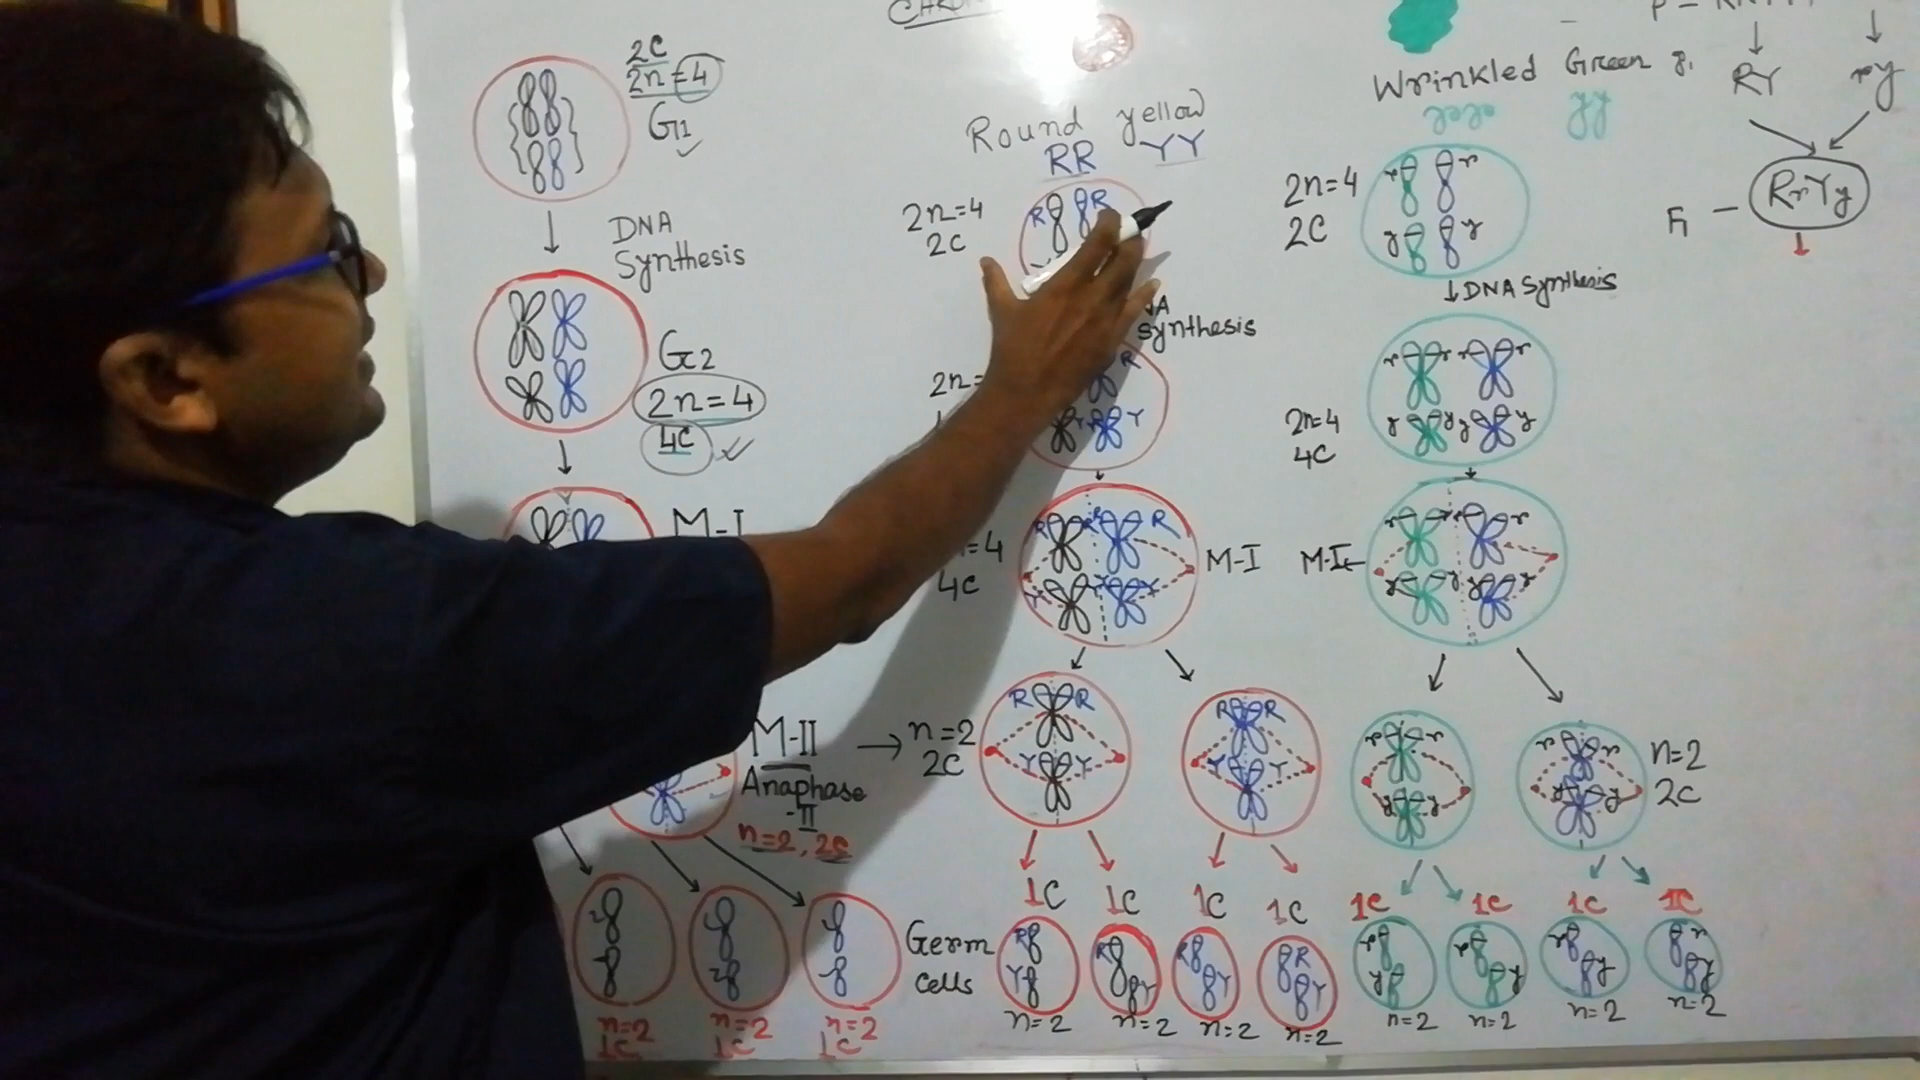 2C
2n=4
G1
DNA
Synthesis
G2
2n=4
4C
M-I
M-II
Anaphase
-II
n=2, 2C
Germ
cells
n=2
1C
n=2
1C
n=2
1C
Round yellow
RR YY
2n=4
2C
R R
synthesis
2n=
R
Y Y Y
=4
4C
R R
Y Y Y
M-I
n=2
2C
R R
Y Y
R R
Y Y
1C 1C 1C 1C
R R R R
Y Y Y Y
n=2 n=2 n=2 n=2
Wrinkled Green
rr yy
2n=4
2C
r r
y y
DNA Synthesis
2n=4
4C
r r r r
y y y y
M-I
r r r
y y y
n=2
2C
r r r r
y y y y
1C 1C 1C 1C
r r r r
y y y y
n=2 n=2 n=2 n=2
P -
RY ry
F1 - RrYy